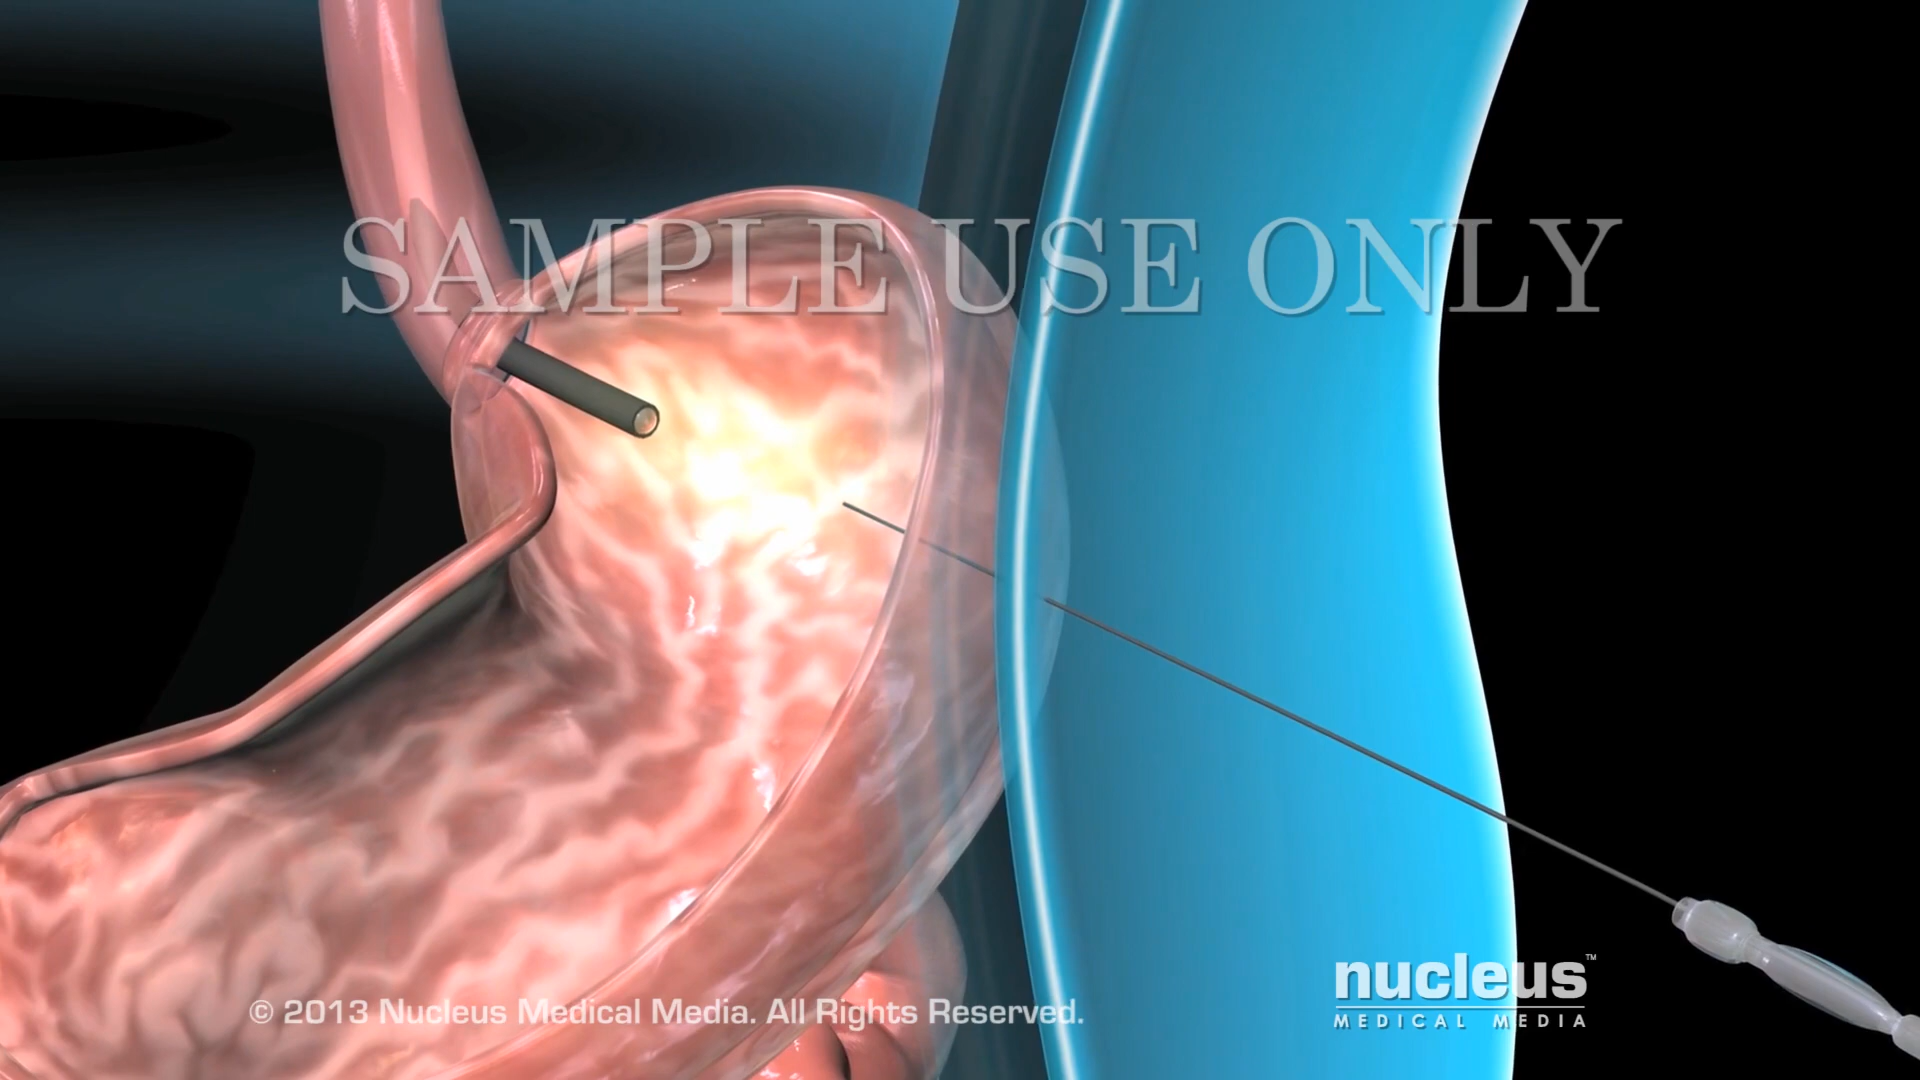 SAMPLE USE ONLY
nucleus™
MEDICAL MEDIA
© 2013 Nucleus Medical Media. All Rights Reserved.